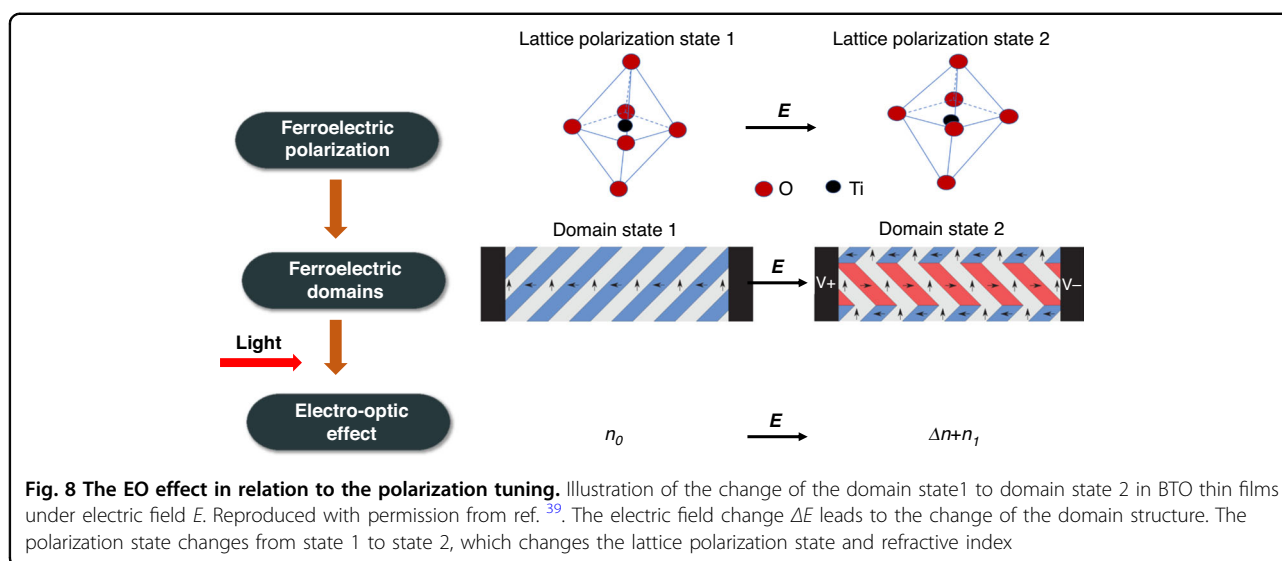 Lattice polarization state 1
Lattice polarization state 2
Ferroelectric
polarization
E
O
Ti
Domain state 1
Domain state 2
Ferroelectric
domains
E
V+
V–
Light
Electro-optic
effect
n0
E
Δn+n1
Fig. 8 The EO effect in relation to the polarization tuning. Illustration of the change of the domain state1 to domain state 2 in BTO thin films
under electric field E. Reproduced with permission from ref. 39. The electric field change ΔE leads to the change of the domain structure. The
polarization state changes from state 1 to state 2, which changes the lattice polarization state and refractive index